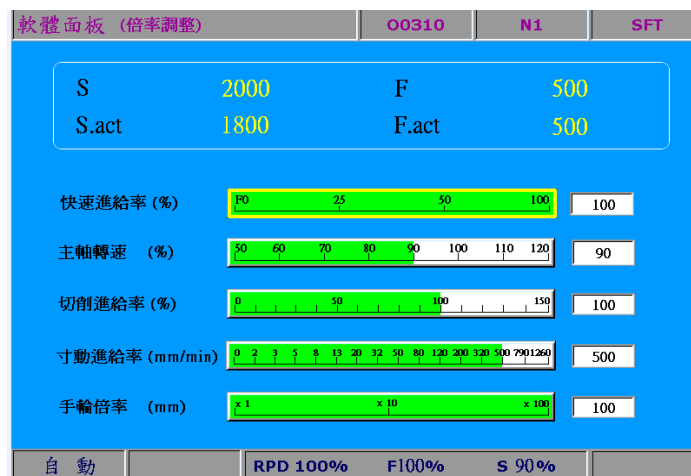 軟體面板 (倍率調整) O0310 N1 SFT
S 2000 F 500
S.act 1800 F.act 500
快速進給率 (%) F0 25 50 100 100
主軸轉速 (%) 50 60 70 80 90 100 110 120 90
切削進給率 (%) 0 50 100 150 100
寸動進給率 (mm/min) 0 2 3 5 8 13 20 32 50 80 120 200 320 500 790 1260 500
手輪倍率 (mm) x 1 x 10 x 100 100
自 動 RPD 100% F100% S 90%